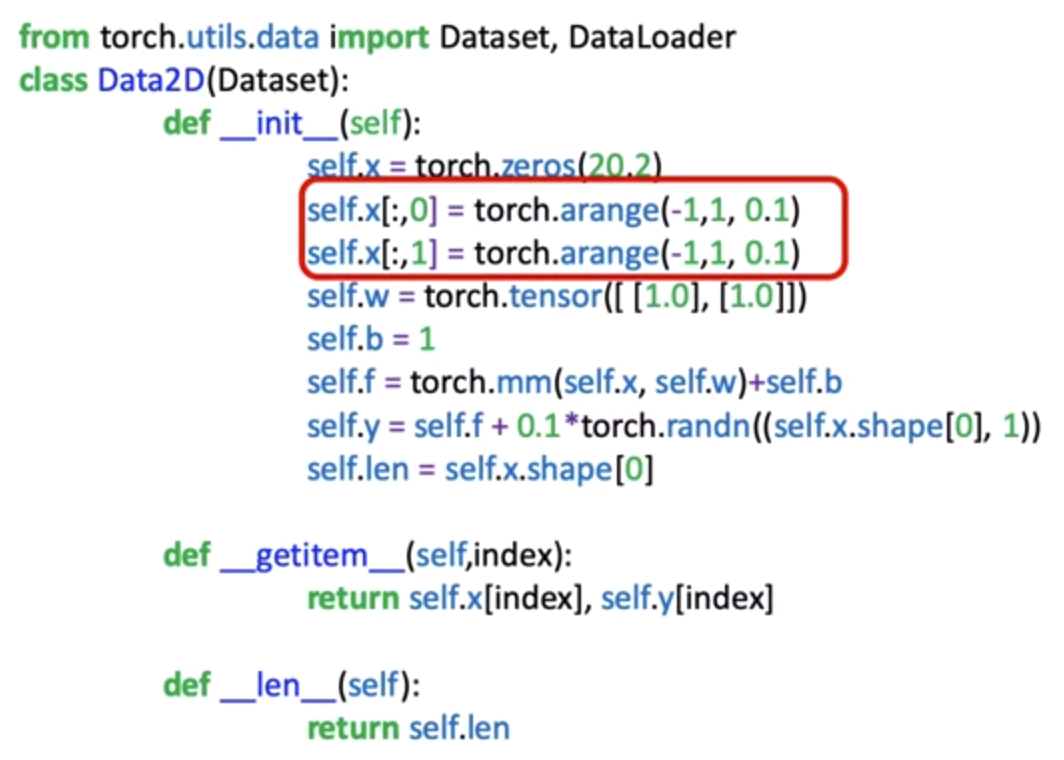 from torch.utils.data import Dataset, DataLoader
class Data2D(Dataset):
def __init__(self):
self.x = torch.zeros(20,2)
self.x[:,0] = torch.arange(-1,1, 0.1)
self.x[:,1] = torch.arange(-1,1, 0.1)
self.w = torch.tensor([ [1.0], [1.0]])
self.b = 1
self.f = torch.mm(self.x, self.w)+self.b
self.y = self.f + 0.1*torch.randn((self.x.shape[0], 1))
self.len = self.x.shape[0]
def __getitem__(self,index):
return self.x[index], self.y[index]
def __len__(self):
return self.len